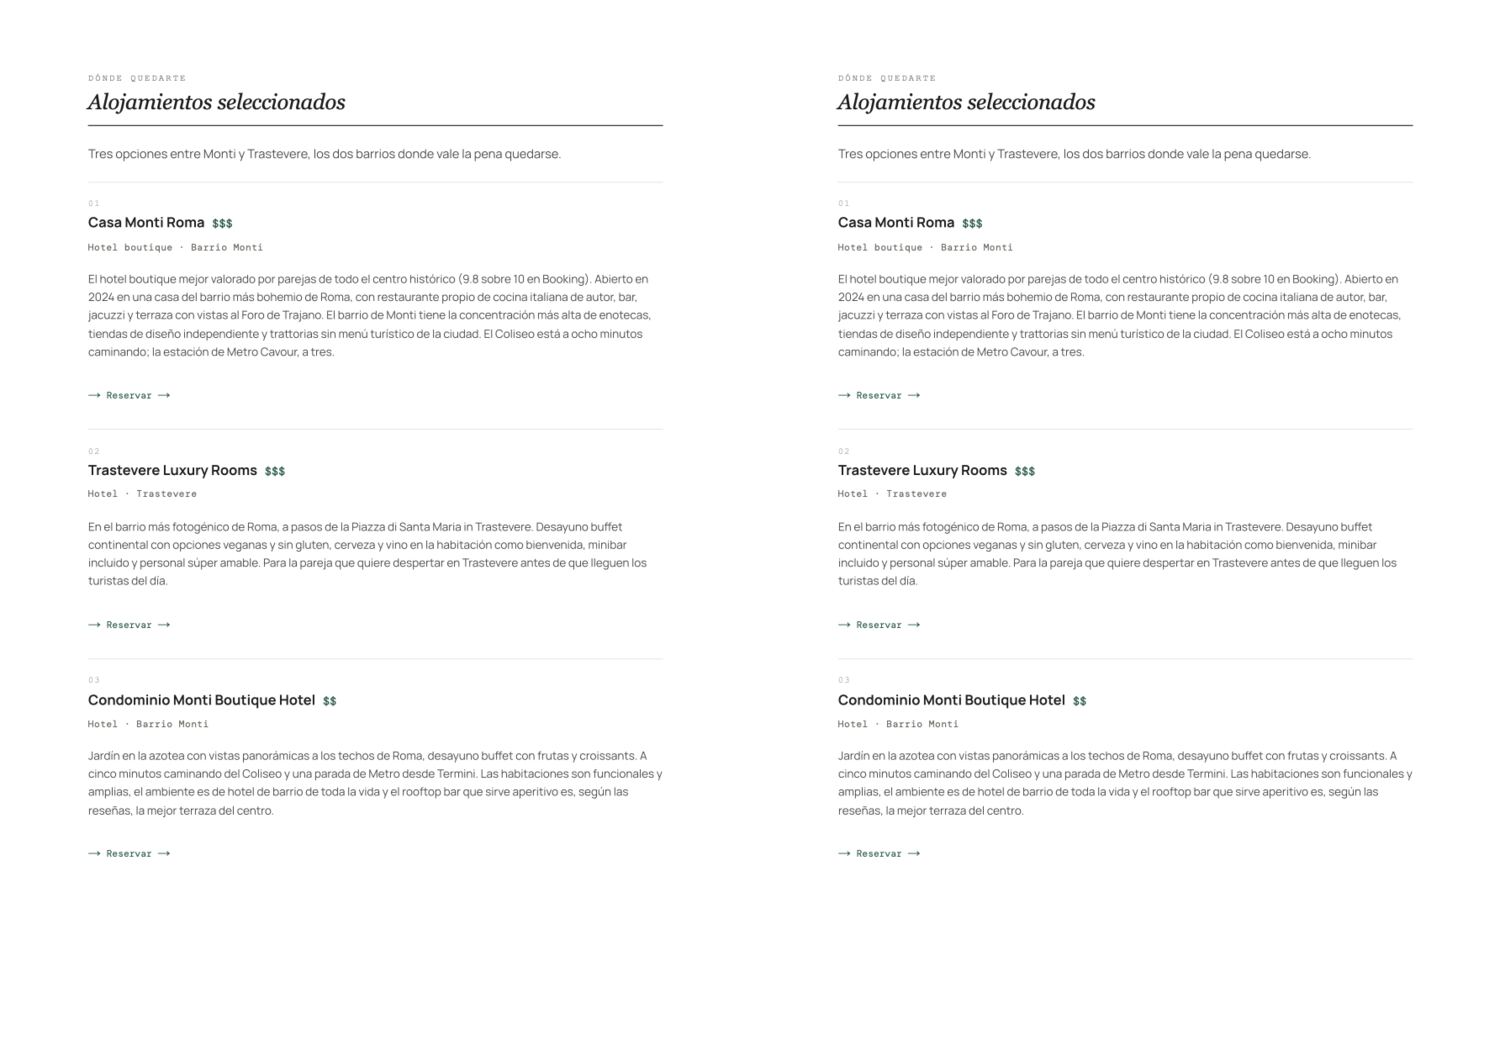 DÓNDE QUEDARTE
Alojamientos seleccionados
Tres opciones entre Monti y Trastevere, los dos barrios donde vale la pena quedarse.
01
Casa Monti Roma $$$
Hotel boutique · Barrio Monti
El hotel boutique mejor valorado por parejas de todo el centro histórico (9.8 sobre 10 en Booking). Abierto en
2024 en una casa del barrio más bohemio de Roma, con restaurante propio de cocina italiana de autor, bar,
jacuzzi y terraza con vistas al Foro de Trajano. El barrio de Monti tiene la concentración más alta de enotecas,
tiendas de diseño independiente y trattorias sin menú turístico de la ciudad. El Coliseo está a ocho minutos
caminando; la estación de Metro Cavour, a tres.
→ Reservar →
02
Trastevere Luxury Rooms $$$
Hotel · Trastevere
En el barrio más fotogénico de Roma, a pasos de la Piazza di Santa Maria in Trastevere. Desayuno buffet
continental con opciones veganas y sin gluten, cerveza y vino en la habitación como bienvenida, minibar
incluido y personal súper amable. Para la pareja que quiere despertar en Trastevere antes de que lleguen los
turistas del día.
→ Reservar →
03
Condominio Monti Boutique Hotel $$
Hotel · Barrio Monti
Jardín en la azotea con vistas panorámicas a los techos de Roma, desayuno buffet con frutas y croissants. A
cinco minutos caminando del Coliseo y una parada de Metro desde Termini. Las habitaciones son funcionales y
amplias, el ambiente es de hotel de barrio de toda la vida y el rooftop bar que sirve aperitivo es, según las
reseñas, la mejor terraza del centro.
→ Reservar →
DÓNDE QUEDARTE
Alojamientos seleccionados
Tres opciones entre Monti y Trastevere, los dos barrios donde vale la pena quedarse.
01
Casa Monti Roma $$$
Hotel boutique · Barrio Monti
El hotel boutique mejor valorado por parejas de todo el centro histórico (9.8 sobre 10 en Booking). Abierto en
2024 en una casa del barrio más bohemio de Roma, con restaurante propio de cocina italiana de autor, bar,
jacuzzi y terraza con vistas al Foro de Trajano. El barrio de Monti tiene la concentración más alta de enotecas,
tiendas de diseño independiente y trattorias sin menú turístico de la ciudad. El Coliseo está a ocho minutos
caminando; la estación de Metro Cavour, a tres.
→ Reservar →
02
Trastevere Luxury Rooms $$$
Hotel · Trastevere
En el barrio más fotogénico de Roma, a pasos de la Piazza di Santa Maria in Trastevere. Desayuno buffet
continental con opciones veganas y sin gluten, cerveza y vino en la habitación como bienvenida, minibar
incluido y personal súper amable. Para la pareja que quiere despertar en Trastevere antes de que lleguen los
turistas del día.
→ Reservar →
03
Condominio Monti Boutique Hotel $$
Hotel · Barrio Monti
Jardín en la azotea con vistas panorámicas a los techos de Roma, desayuno buffet con frutas y croissants. A
cinco minutos caminando del Coliseo y una parada de Metro desde Termini. Las habitaciones son funcionales y
amplias, el ambiente es de hotel de barrio de toda la vida y el rooftop bar que sirve aperitivo es, según las
reseñas, la mejor terraza del centro.
→ Reservar →